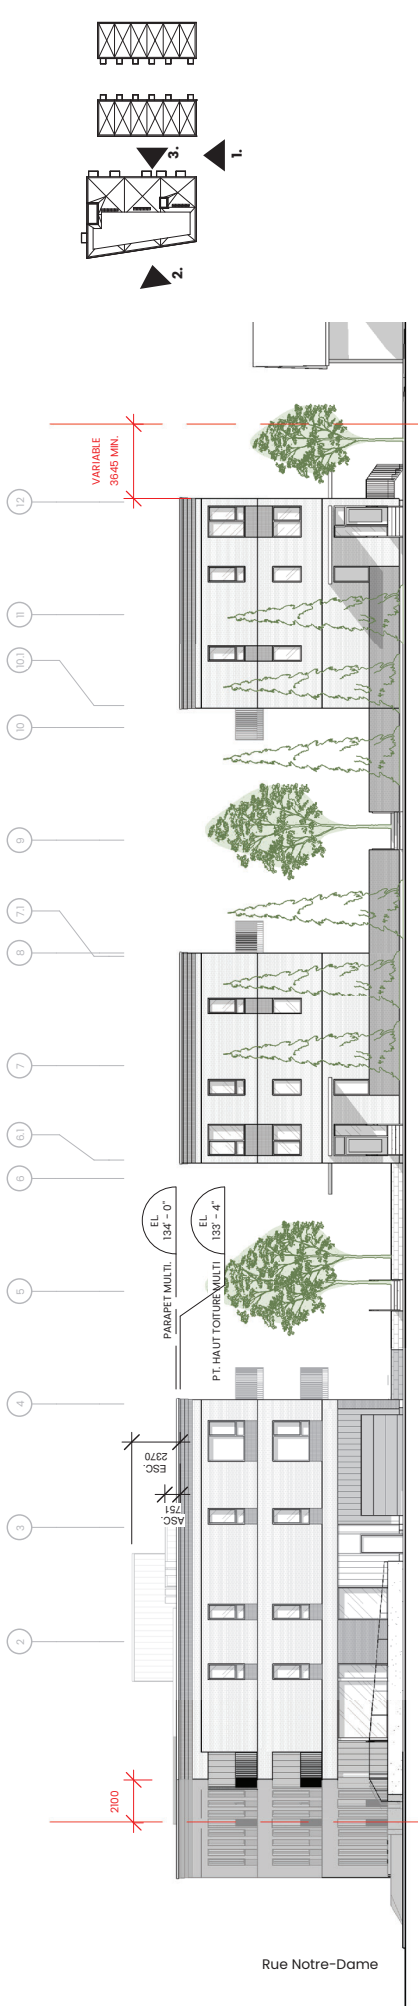 1.
3.
2.
VARIABLE
3645 MIN.
12
11
10.1
10
9
7.1
8
7
6.1
6
5
4
3
2
EL.
134' - 0"
PARAPET MULTI.
EL.
133' - 4"
PT. HAUT TOITURE MULTI
ESC.
2370
ASC.
751
2100
Rue Notre-Dame